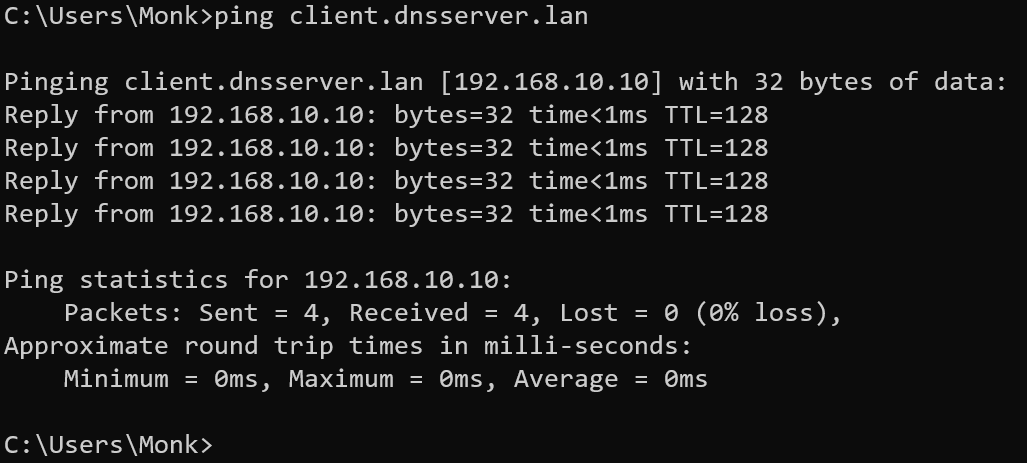 C:\Users\Monk>ping client.dnsserver.lan
Pinging client.dnsserver.lan [192.168.10.10] with 32 bytes of data:
Reply from 192.168.10.10: bytes=32 time<1ms TTL=128
Reply from 192.168.10.10: bytes=32 time<1ms TTL=128
Reply from 192.168.10.10: bytes=32 time<1ms TTL=128
Reply from 192.168.10.10: bytes=32 time<1ms TTL=128
Ping statistics for 192.168.10.10:
    Packets: Sent = 4, Received = 4, Lost = 0 (0% loss),
Approximate round trip times in milli-seconds:
    Minimum = 0ms, Maximum = 0ms, Average = 0ms
C:\Users\Monk>